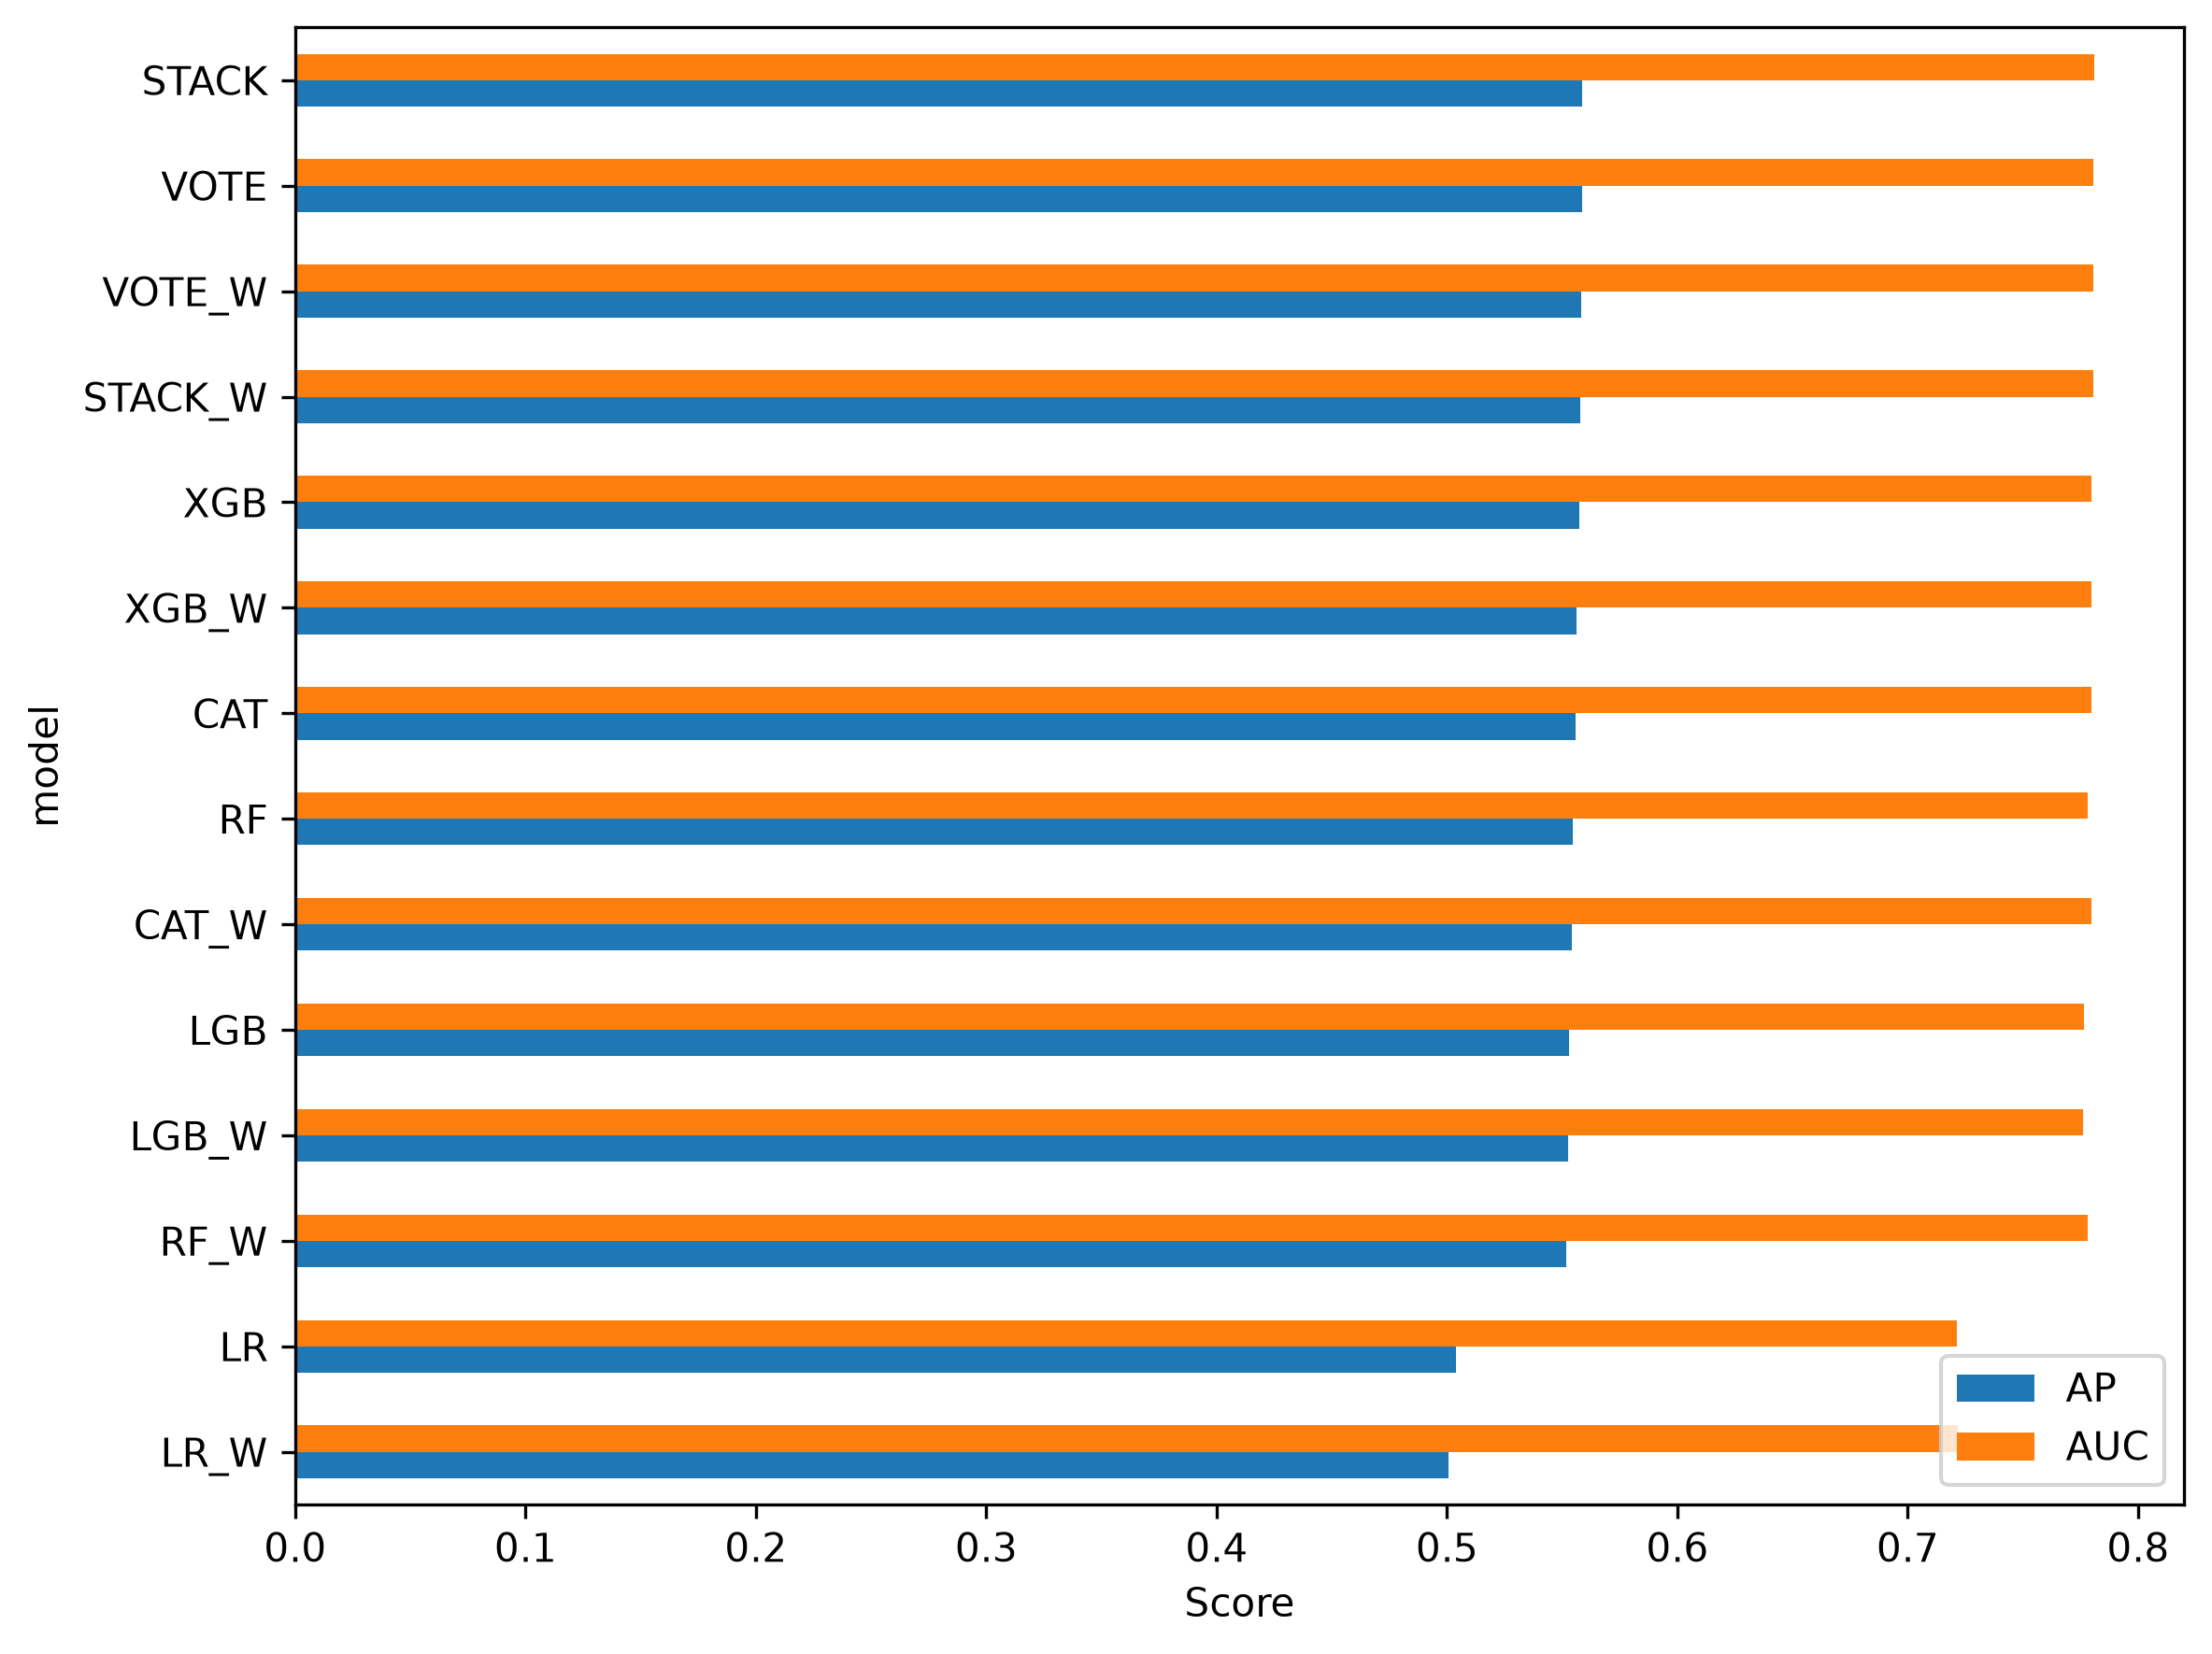 STACK
VOTE
VOTE_W
STACK_W
XGB
XGB_W
CAT
RF
CAT_W
LGB
LGB_W
RF_W
LR
LR_W
model
AP
AUC
0.0 0.1 0.2 0.3 0.4 0.5 0.6 0.7 0.8
Score